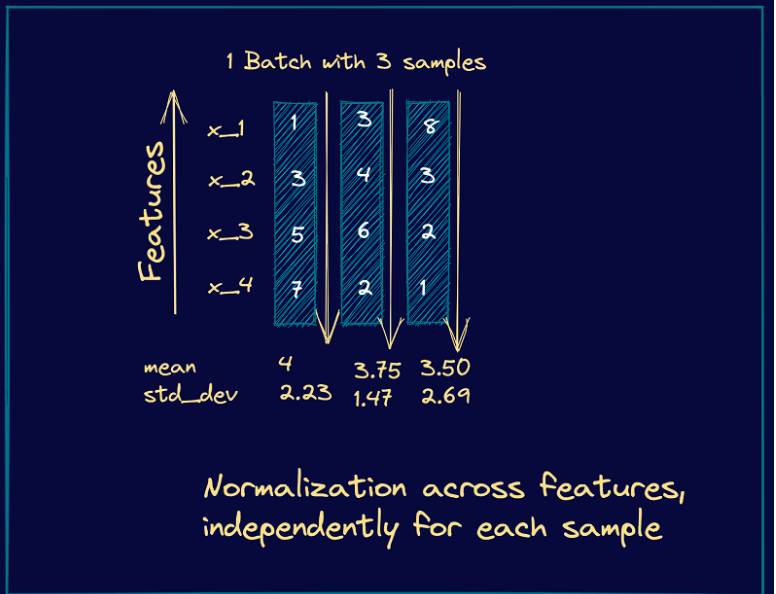 1 Batch with 3 samples
Features
x_1 1 3 8
x_2 3 4 3
x_3 5 6 2
x_4 7 2 1
mean 4 3.75 3.50
std_dev 2.23 1.47 2.69
Normalization across features,
independently for each sample